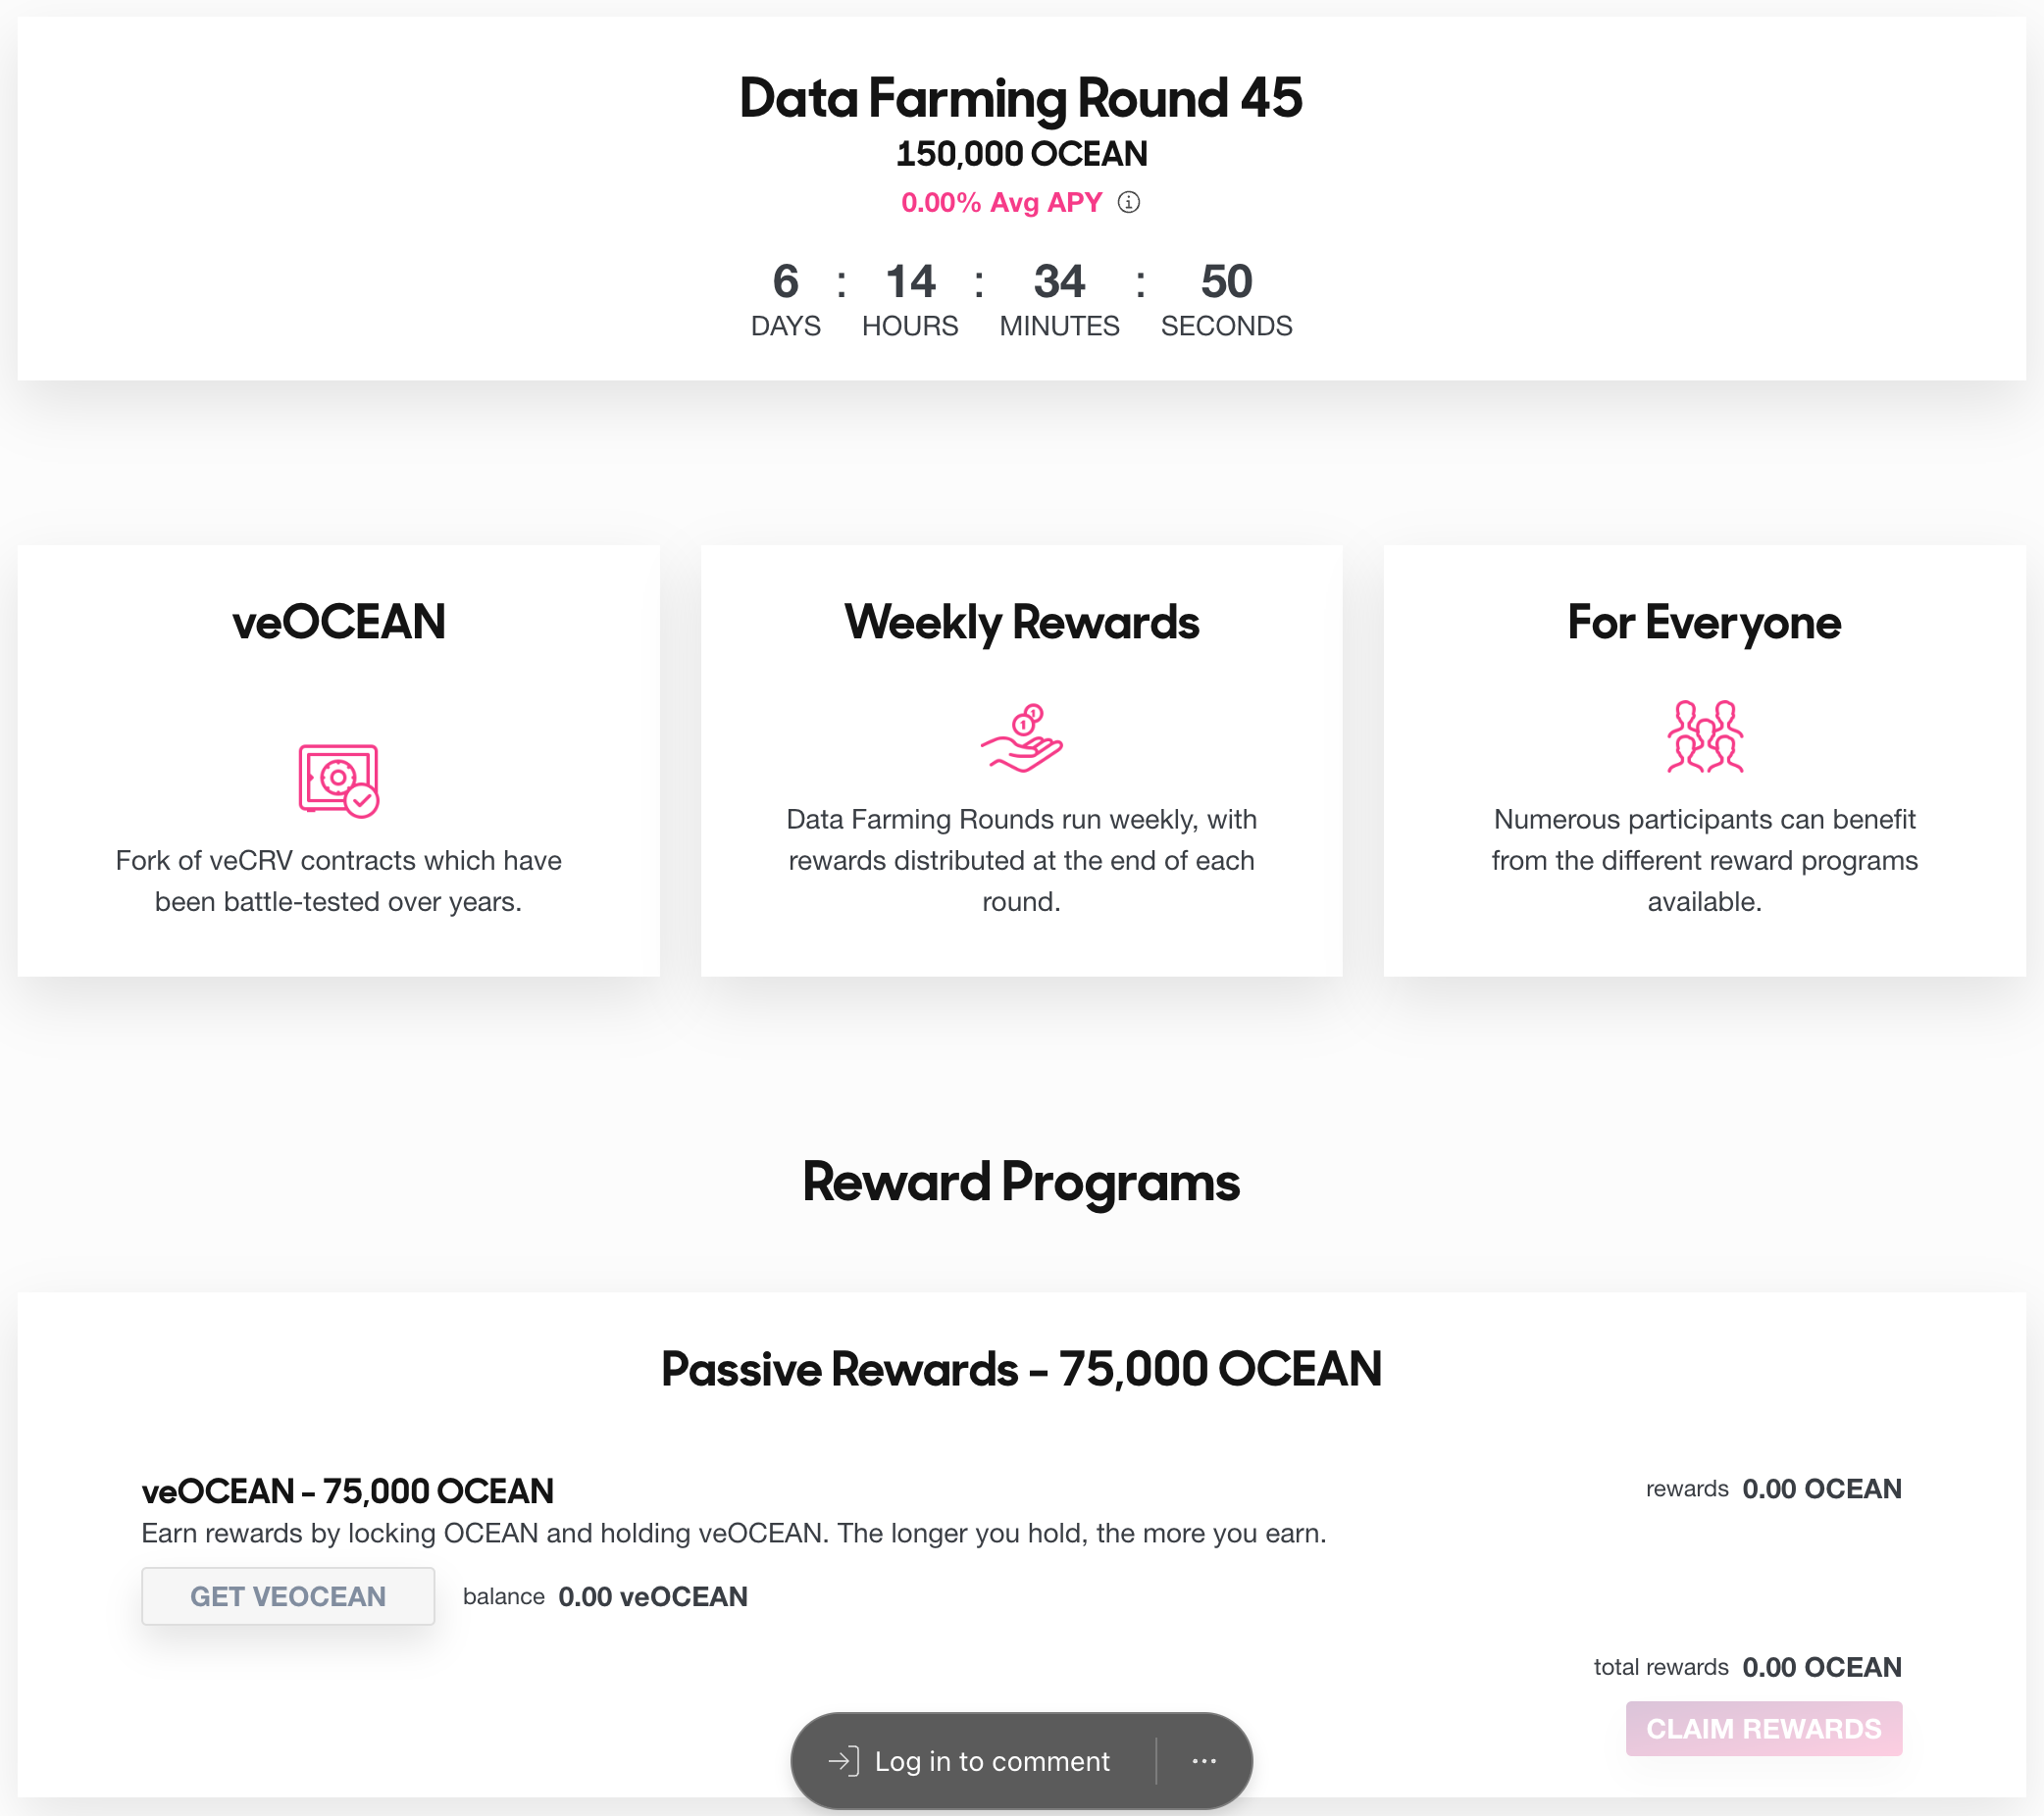 Data Farming Round 45
150,000 OCEAN
0.00% Avg APY
6 : 14 : 34 : 50
DAYS HOURS MINUTES SECONDS
veOCEAN
Fork of veCRV contracts which have
been battle-tested over years.
Weekly Rewards
1 1
Data Farming Rounds run weekly, with
rewards distributed at the end of each
round.
For Everyone
Numerous participants can benefit
from the different reward programs
available.
Reward Programs
Passive Rewards - 75,000 OCEAN
veOCEAN - 75,000 OCEAN
rewards 0.00 OCEAN
Earn rewards by locking OCEAN and holding veOCEAN. The longer you hold, the more you earn.
GET VEOCEAN balance 0.00 veOCEAN
total rewards 0.00 OCEAN
CLAIM REWARDS
Log in to comment